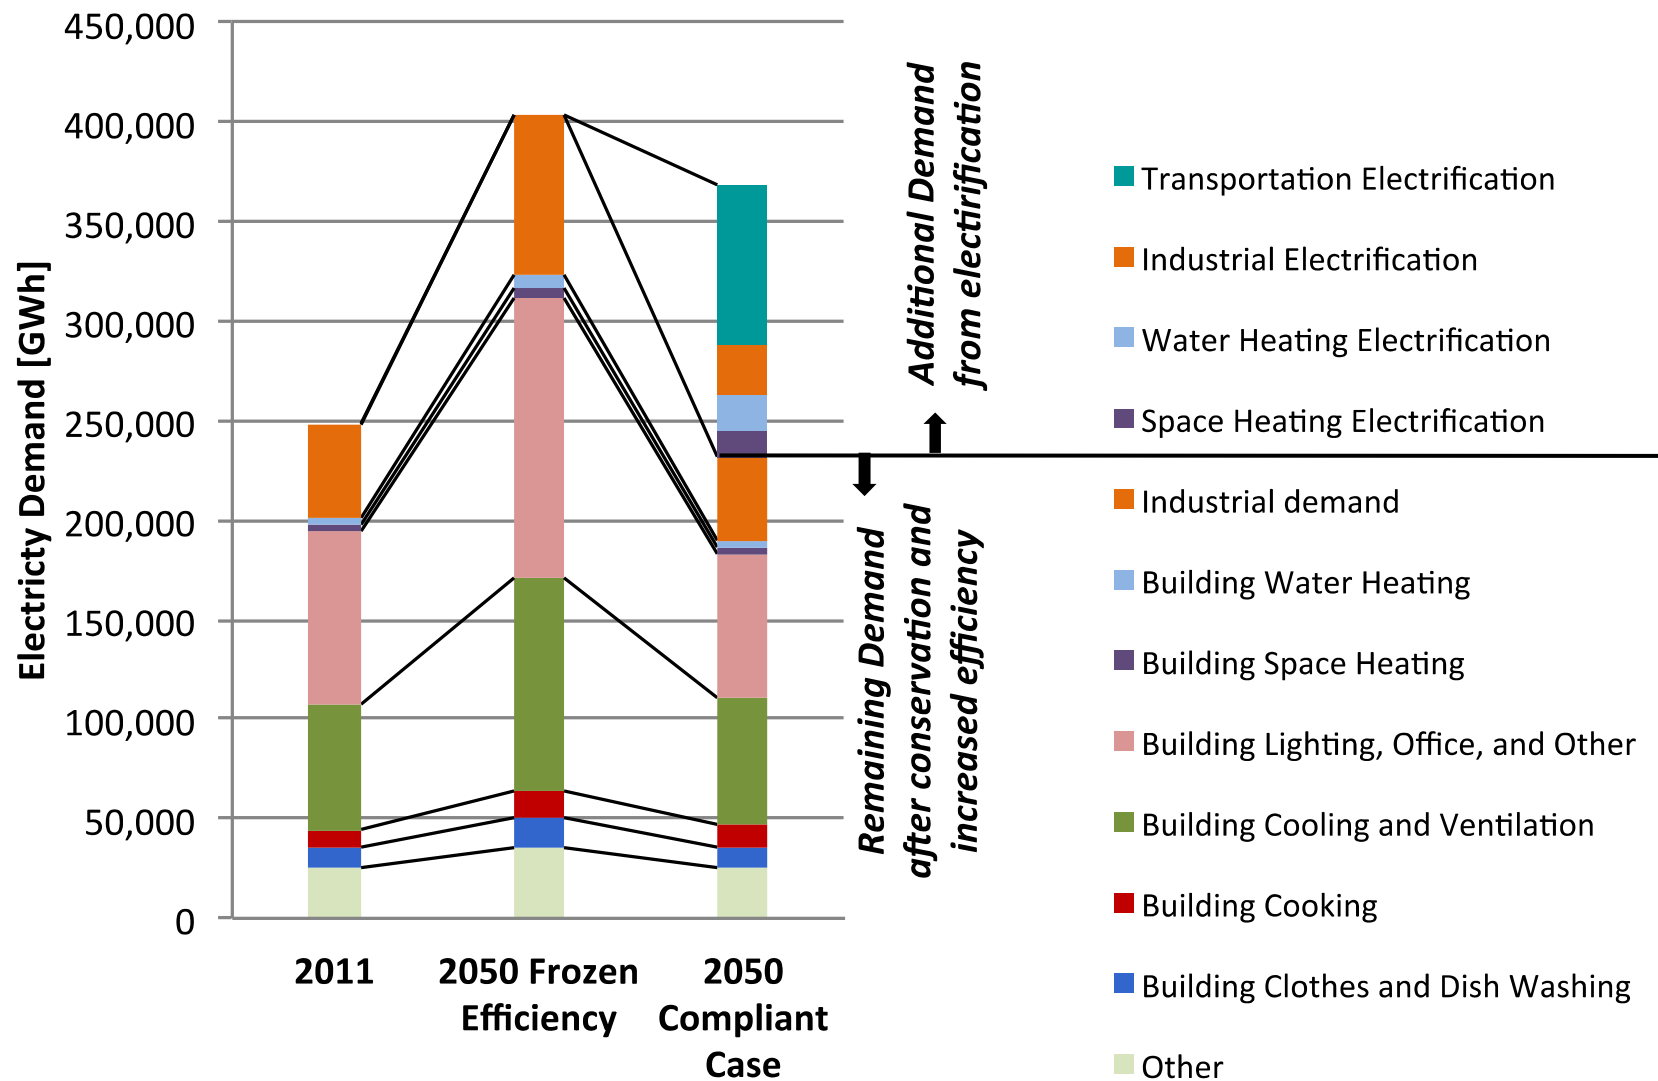 450,000
400,000
350,000
300,000
250,000
200,000
150,000
100,000
50,000
0
Electricty Demand [GWh]
2011
2050 Frozen
Efficiency
2050
Compliant
Case
Additional Demand
from electirification
Remaining Demand
after conservation and
increased efficiency
Transportation Electrification
Industrial Electrification
Water Heating Electrification
Space Heating Electrification
Industrial demand
Building Water Heating
Building Space Heating
Building Lighting, Office, and Other
Building Cooling and Ventilation
Building Cooking
Building Clothes and Dish Washing
Other